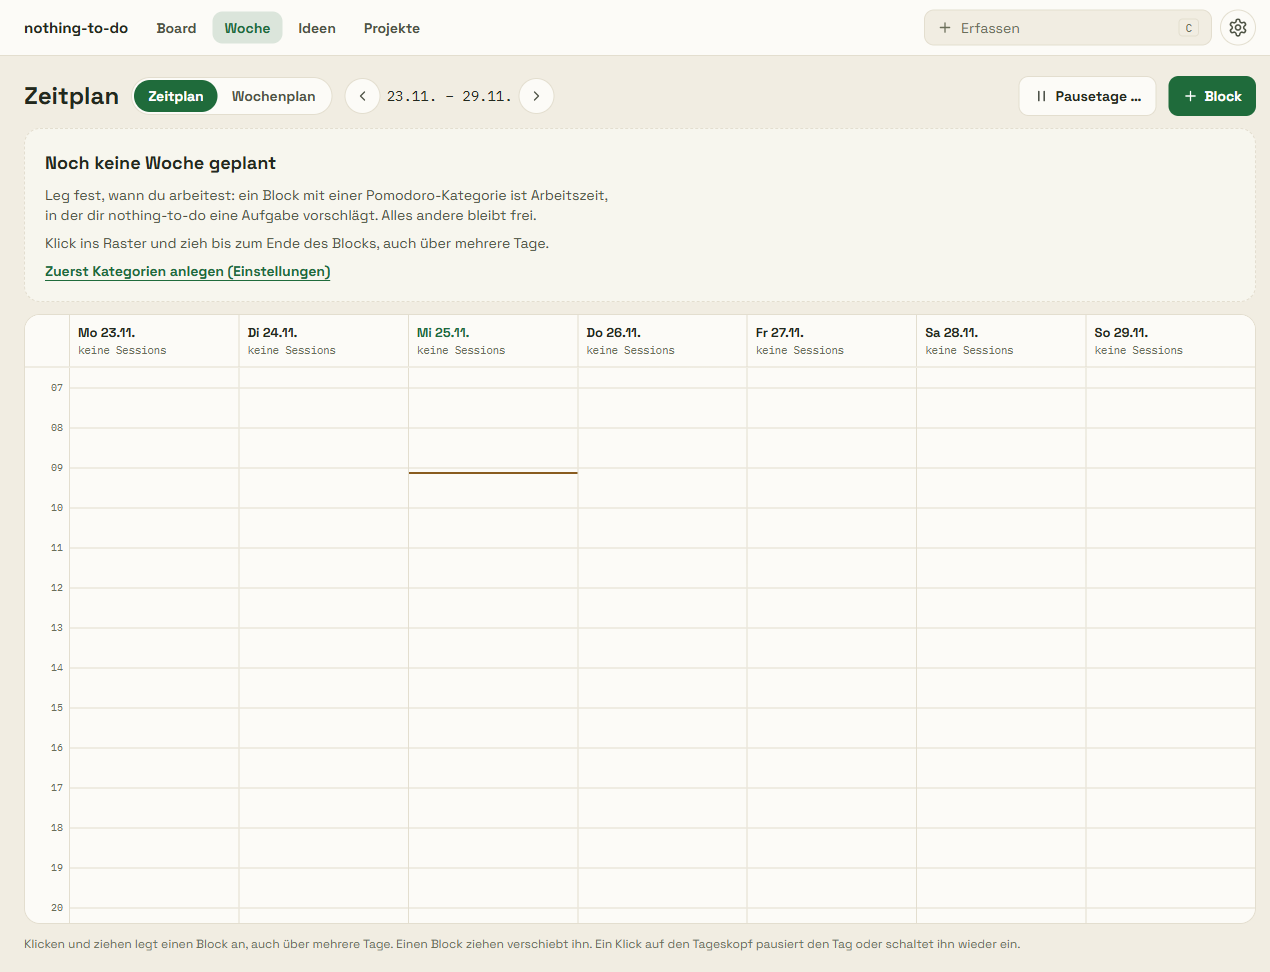 nothing-to-do Board Woche Ideen Projekte + Erfassen C
Zeitplan Zeitplan Wochenplan < 23.11. – 29.11. > Pausetage ... + Block
Noch keine Woche geplant
Leg fest, wann du arbeitest: ein Block mit einer Pomodoro-Kategorie ist Arbeitszeit,
in der dir nothing-to-do eine Aufgabe vorschlägt. Alles andere bleibt frei.
Klick ins Raster und zieh bis zum Ende des Blocks, auch über mehrere Tage.
Zuerst Kategorien anlegen (Einstellungen)
Mo 23.11. Di 24.11. Mi 25.11. Do 26.11. Fr 27.11. Sa 28.11. So 29.11.
keine Sessions keine Sessions keine Sessions keine Sessions keine Sessions keine Sessions keine Sessions
07
08
09
10
11
12
13
14
15
16
17
18
19
20
Klicken und ziehen legt einen Block an, auch über mehrere Tage. Einen Block ziehen verschiebt ihn. Ein Klick auf den Tageskopf pausiert den Tag oder schaltet ihn wieder ein.